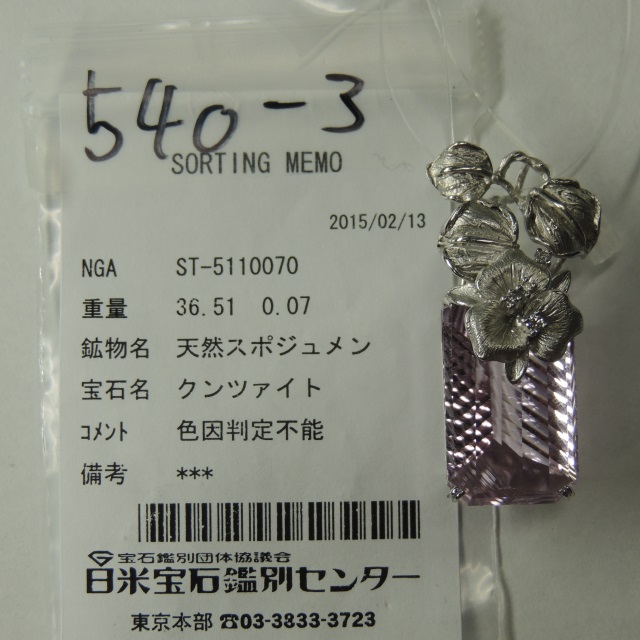 540-3
SORTING MEMO
2015/02/13
NGA ST-5110070
重量 36.51 0.07
鉱物名 天然スポジュメン
宝石名 クンツァイト
ｺﾒﾝﾄ 色因判定不能
備考 ***
宝石鑑別団体協議会
日米宝石鑑別センター
東京本部 ☎03-3833-3723